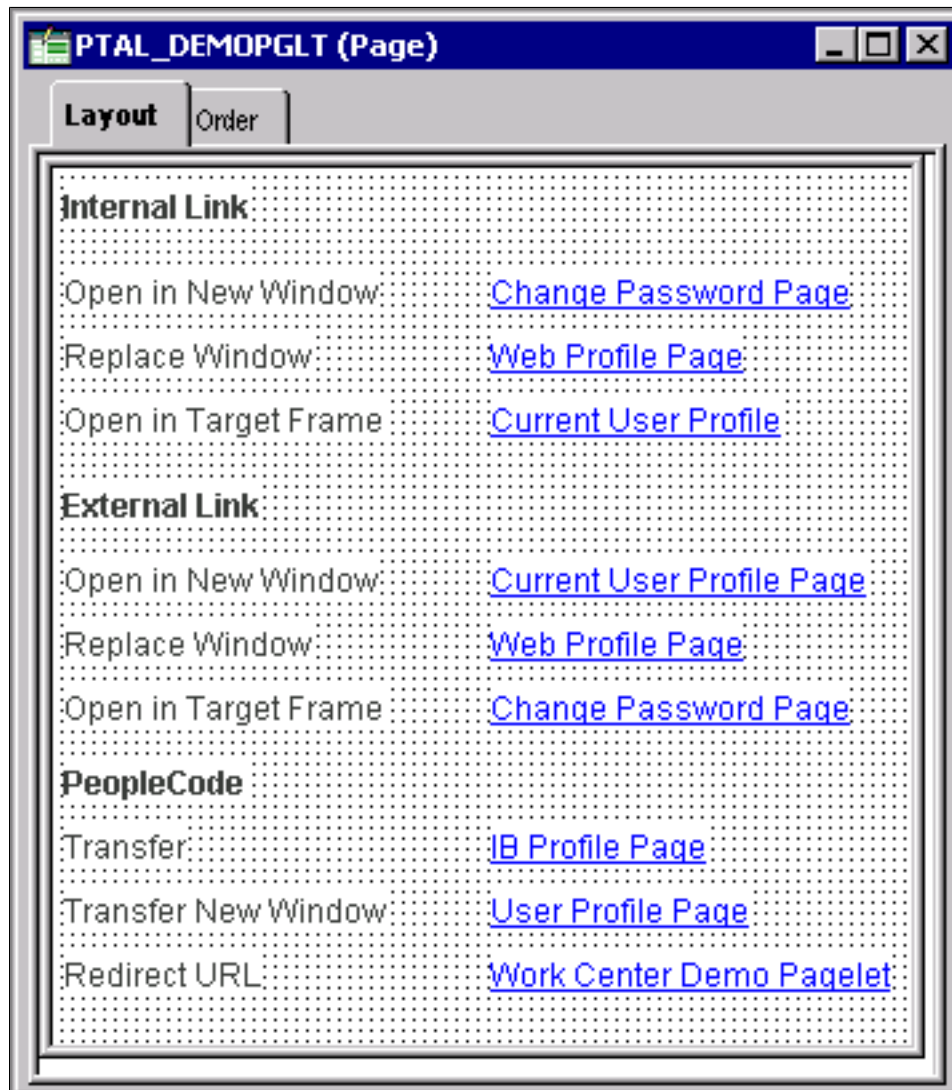 PTAL_DEMOPGLT (Page)
Layout Order
Internal Link
Open in New Window Change Password Page
Replace Window Web Profile Page
Open in Target Frame Current User Profile
External Link
Open in New Window Current User Profile Page
Replace Window Web Profile Page
Open in Target Frame Change Password Page
PeopleCode
Transfer IB Profile Page
Transfer New Window User Profile Page
Redirect URL Work Center Demo Pagelet